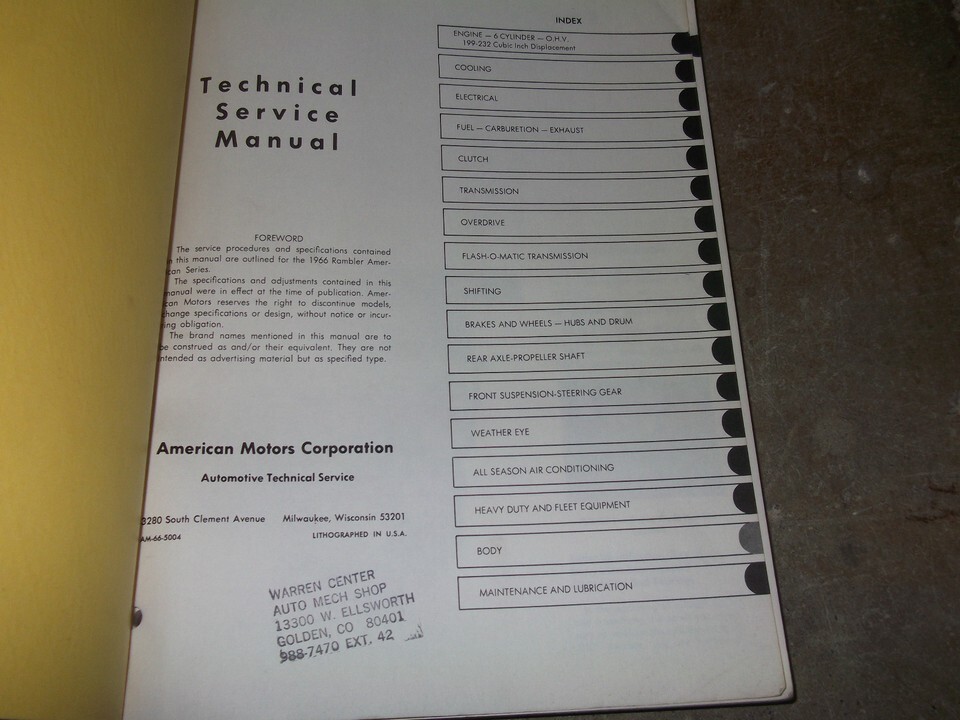 Technical
Service
Manual
FOREWORD
The service procedures and specifications contained
this manual are outlined for the 1966 Rambler Amer-
can Series.
The specifications and adjustments contained in this
manual were in effect at the time of publication. Amer-
can Motors reserves the right to discontinue models,
change specifications or design, without notice or incur-
ring obligation.
The brand names mentioned in this manual are to
be construed as and/or their equivalent. They are not
intended as advertising material but as specified type.
American Motors Corporation
Automotive Technical Service
3280 South Clement Avenue Milwaukee, Wisconsin 53201
AM-66-5004 LITHOGRAPHED IN U.S.A.
WARREN CENTER
AUTO MECH SHOP
13300 W. ELLSWORTH
GOLDEN, CO 80401
988-7470 EXT. 42
INDEX
ENGINE — 6 CYLINDER — O.H.V.
199-232 Cubic Inch Displacement
COOLING
ELECTRICAL
FUEL — CARBURETION — EXHAUST
CLUTCH
TRANSMISSION
OVERDRIVE
FLASH-O-MATIC TRANSMISSION
SHIFTING
BRAKES AND WHEELS — HUBS AND DRUM
REAR AXLE-PROPELLER SHAFT
FRONT SUSPENSION-STEERING GEAR
WEATHER EYE
ALL SEASON AIR CONDITIONING
HEAVY DUTY AND FLEET EQUIPMENT
BODY
MAINTENANCE AND LUBRICATION